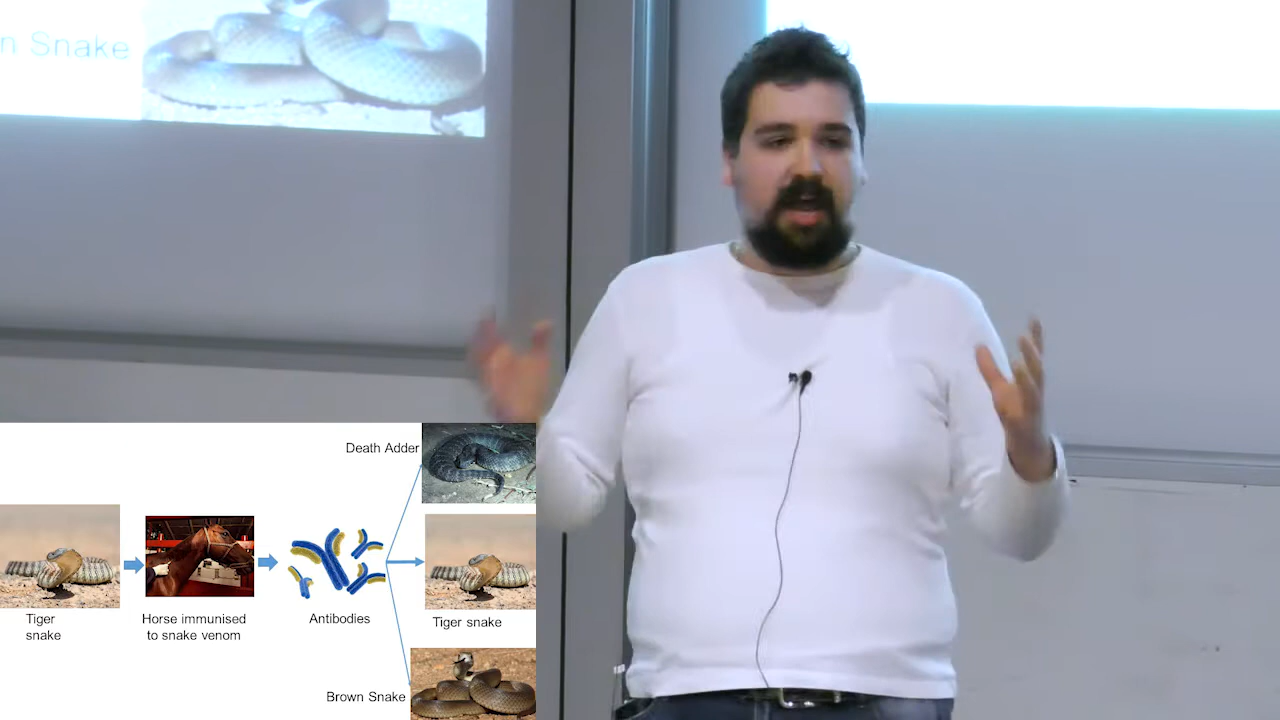 n Snake
Death Adder
Tiger
snake
Horse immunised
to snake venom
Antibodies
Tiger snake
Brown Snake